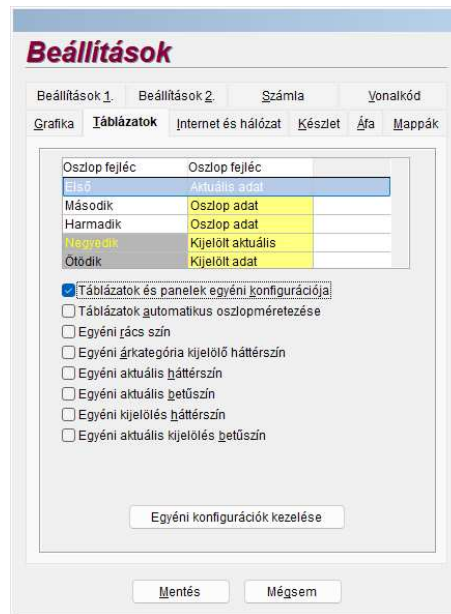 Beállítások
Beállítások 1. Beállítások 2. Számla Vonalkód
Grafika Táblázatok Internet és hálózat Készlet Áfa Mappák
Oszlop fejléc Oszlop fejléc
Első Aktuális adat
Második Oszlop adat
Harmadik Oszlop adat
Negyedik Kijelölt aktuális
Ötödik Kijelölt adat
Táblázatok és panelek egyéni konfigurációja
Táblázatok automatikus oszlopméretezése
Egyéni rács szín
Egyéni árkategória kijelölő háttérszín
Egyéni aktuális háttérszín
Egyéni aktuális betűszín
Egyéni kijelölés háttérszín
Egyéni aktuális kijelölés betűszín
Egyéni konfigurációk kezelése
Mentés Mégsem